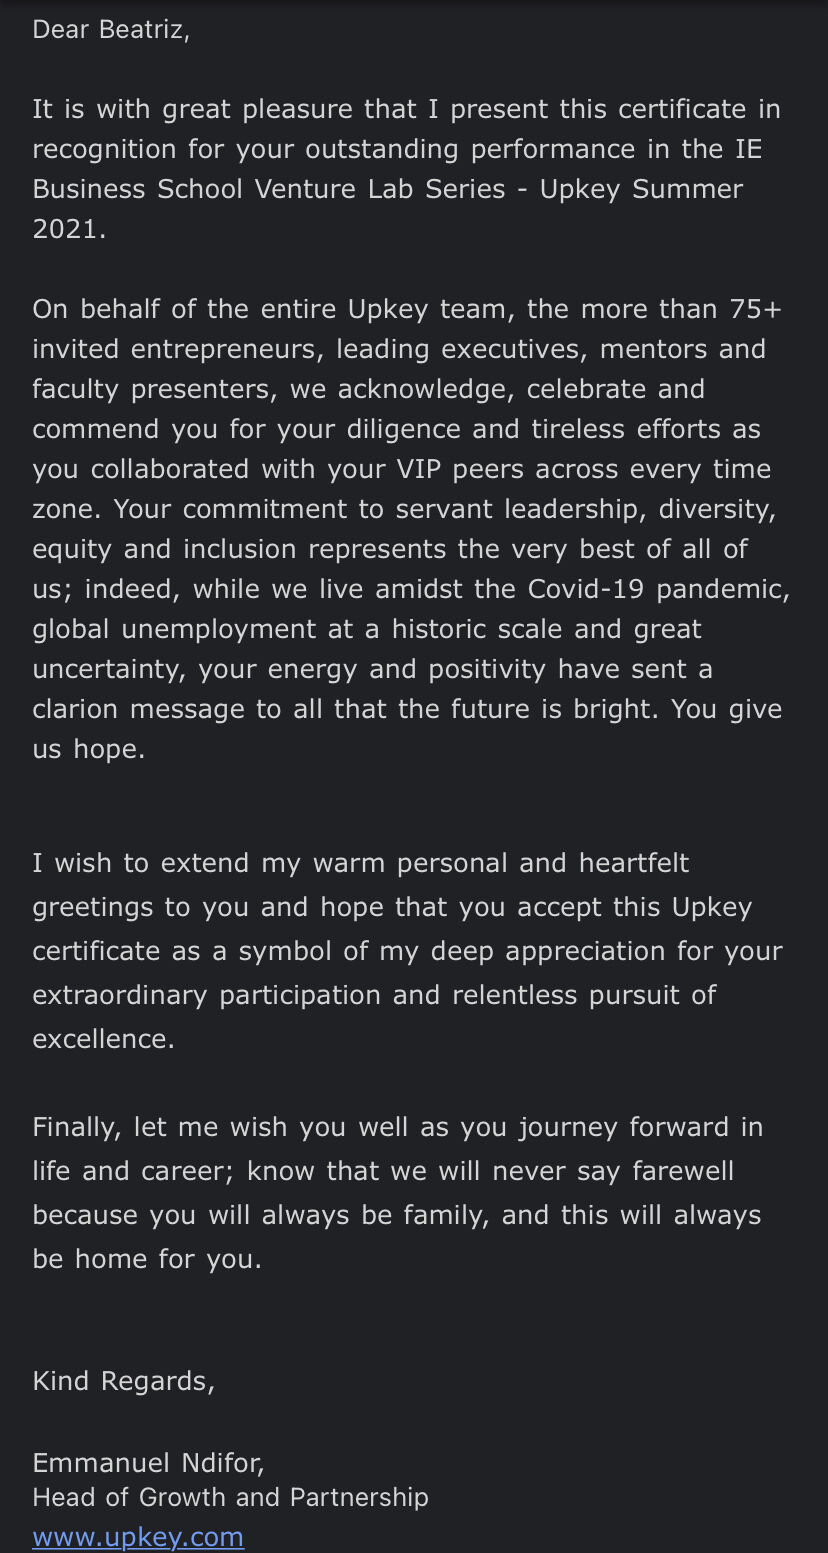 Dear Beatriz,
It is with great pleasure that I present this certificate in
recognition for your outstanding performance in the IE
Business School Venture Lab Series - Upkey Summer
2021.
On behalf of the entire Upkey team, the more than 75+
invited entrepreneurs, leading executives, mentors and
faculty presenters, we acknowledge, celebrate and
commend you for your diligence and tireless efforts as
you collaborated with your VIP peers across every time
zone. Your commitment to servant leadership, diversity,
equity and inclusion represents the very best of all of
us; indeed, while we live amidst the Covid-19 pandemic,
global unemployment at a historic scale and great
uncertainty, your energy and positivity have sent a
clarion message to all that the future is bright. You give
us hope.
I wish to extend my warm personal and heartfelt
greetings to you and hope that you accept this Upkey
certificate as a symbol of my deep appreciation for your
extraordinary participation and relentless pursuit of
excellence.
Finally, let me wish you well as you journey forward in
life and career; know that we will never say farewell
because you will always be family, and this will always
be home for you.
Kind Regards,
Emmanuel Ndifor,
Head of Growth and Partnership
www.upkey.com